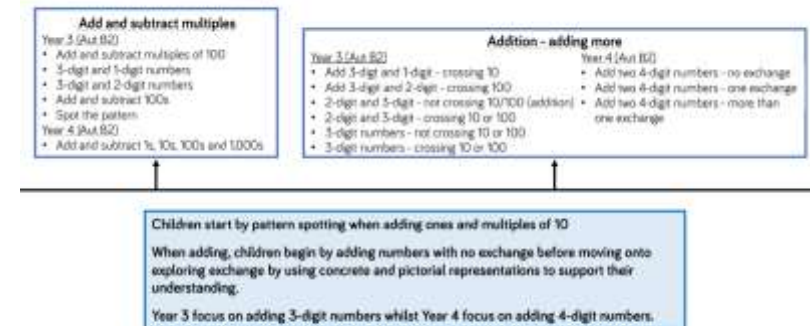 Add and subtract multiples
Year 3 (Aut B2)
• Add and subtract multiples of 100
• 3-digit and 1-digit numbers
• 3-digit and 2-digit numbers
• Add and subtract 100s
• Spot the pattern
Year 4 (Aut B2)
• Add and subtract 1s, 10s, 100s and 1,000s
Addition - adding more
Year 3 (Aut B2)
• Add 3-digt and 1-digit - crossing 10
• Add 3-digit and 2-digit - crossing 100
• 2-digit and 3-digit - not crossing 10/100 (addition)
• 2-digit and 3-digit - crossing 10 or 100
• 3-digit numbers - not crossing 10 or 100
• 3-digit numbers - crossing 10 or 100
Year 4 (Aut B2)
• Add two 4-digit numbers - no exchange
• Add two 4-digit numbers - one exchange
• Add two 4-digit numbers - more than
one exchange
Children start by pattern spotting when adding ones and multiples of 10
When adding, children begin by adding numbers with no exchange before moving onto
exploring exchange by using concrete and pictorial representations to support their
understanding.
Year 3 focus on adding 3-digit numbers whilst Year 4 focus on adding 4-digit numbers.